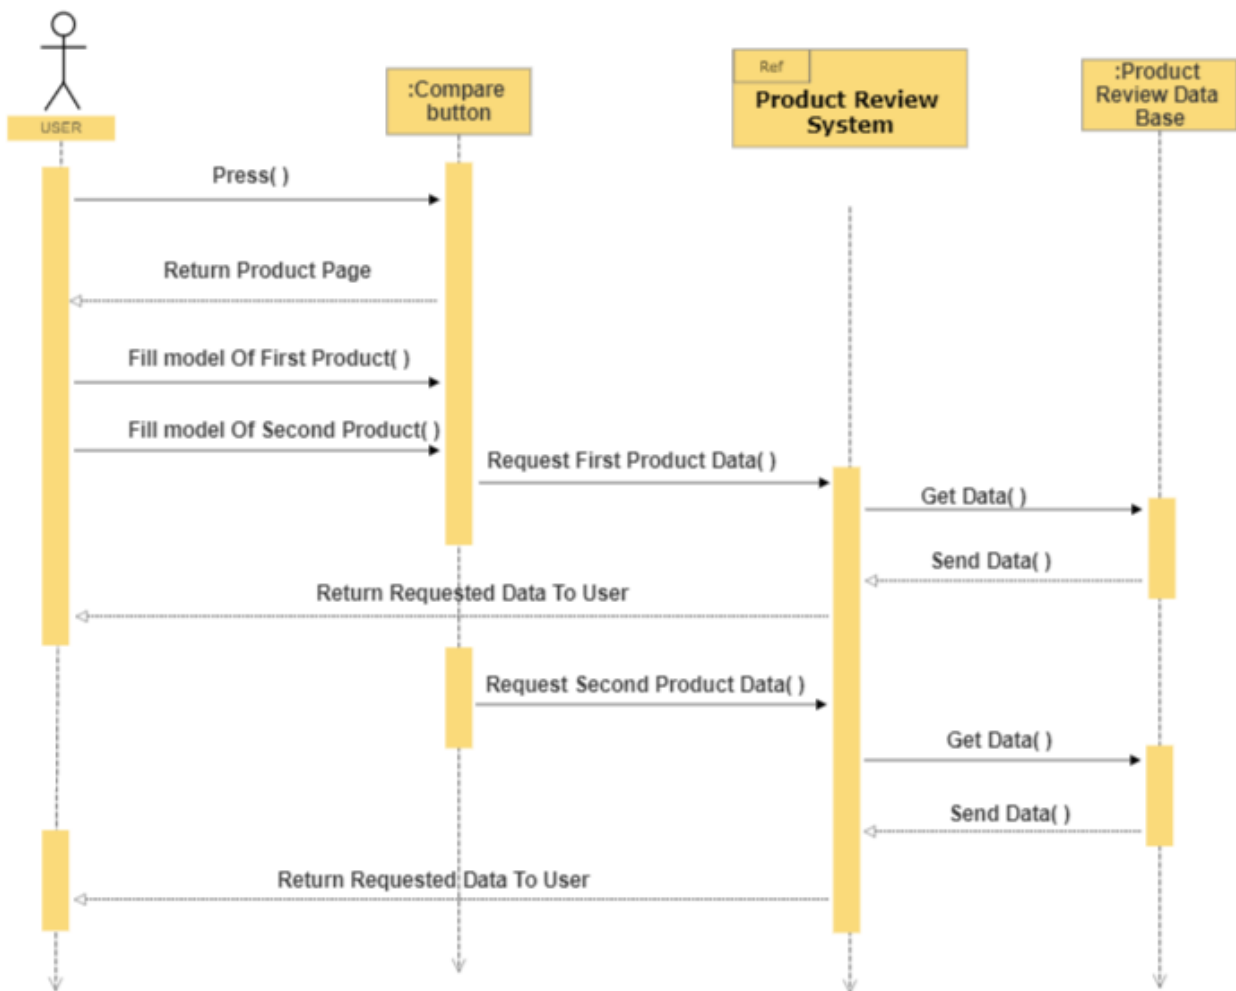 USER
:Compare
button
Ref
Product Review
System
:Product
Review Data
Base
Press( )
Return Product Page
Fill model Of First Product( )
Fill model Of Second Product( )
Request First Product Data( )
Get Data( )
Send Data( )
Return Requested Data To User
Request Second Product Data( )
Get Data( )
Send Data( )
Return Requested Data To User